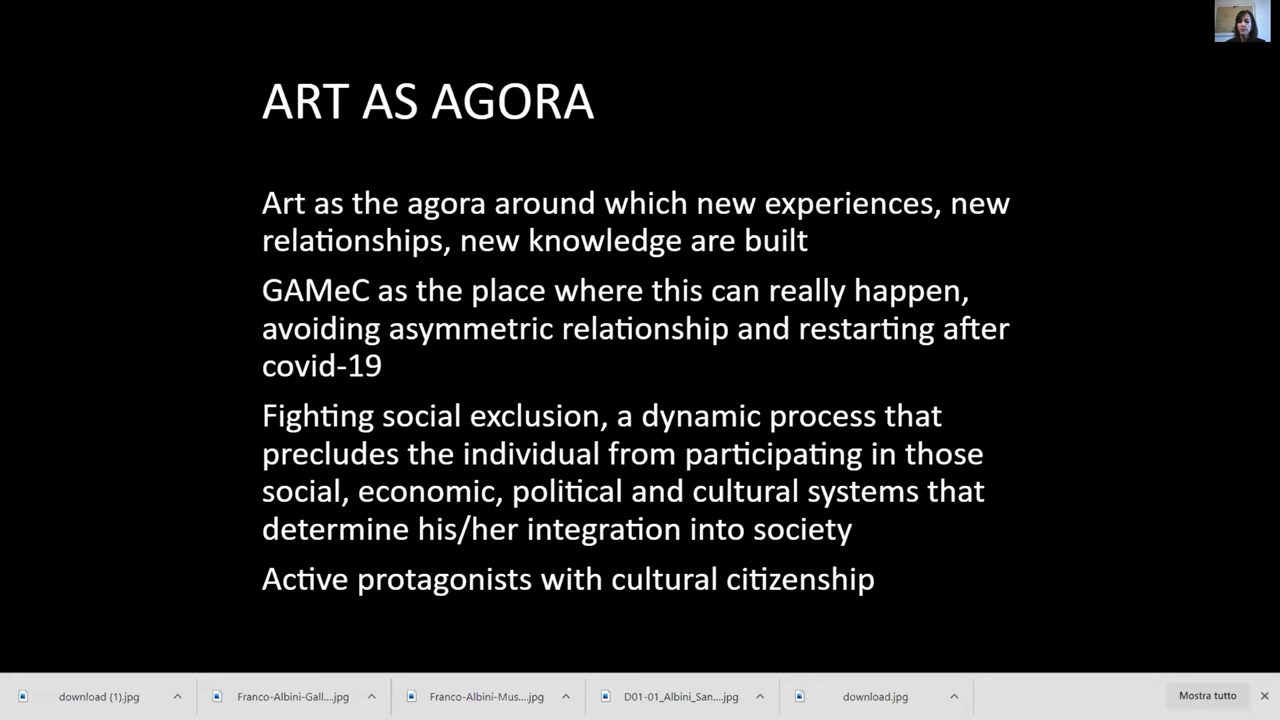 ART AS AGORA
Art as the agora around which new experiences, new
relationships, new knowledge are built
GAMeC as the place where this can really happen,
avoiding asymmetric relationship and restarting after
covid-19
Fighting social exclusion, a dynamic process that
precludes the individual from participating in those
social, economic, political and cultural systems that
determine his/her integration into society
Active protagonists with cultural citizenship
download (1).jpg
Franco-Albini-Gall....jpg
Franco-Albini-Mus....jpg
D01-01_Albini_San....jpg
download.jpg
Mostra tutto